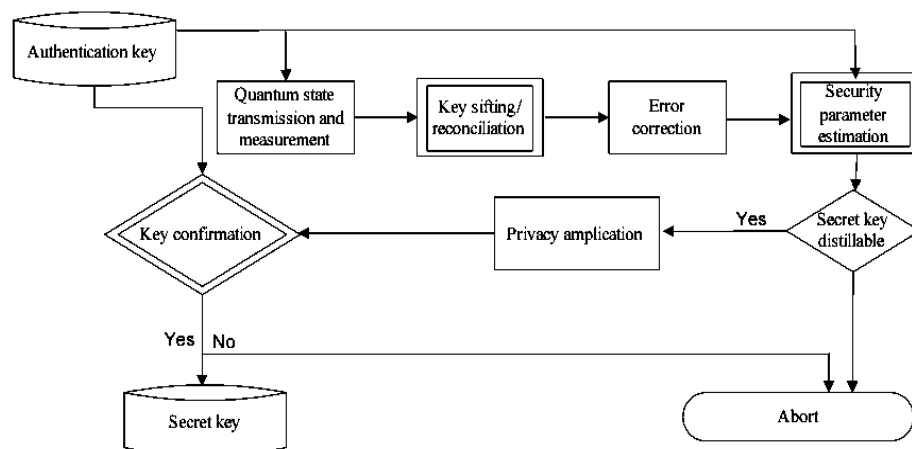 Authentication key
Quantum state
transmission and
measurement
Key sifting/
reconciliation
Error
correction
Security
parameter
estimation
Key confirmation
Privacy amplication
Yes
Secret key
distillable
Yes
No
Secret key
Abort